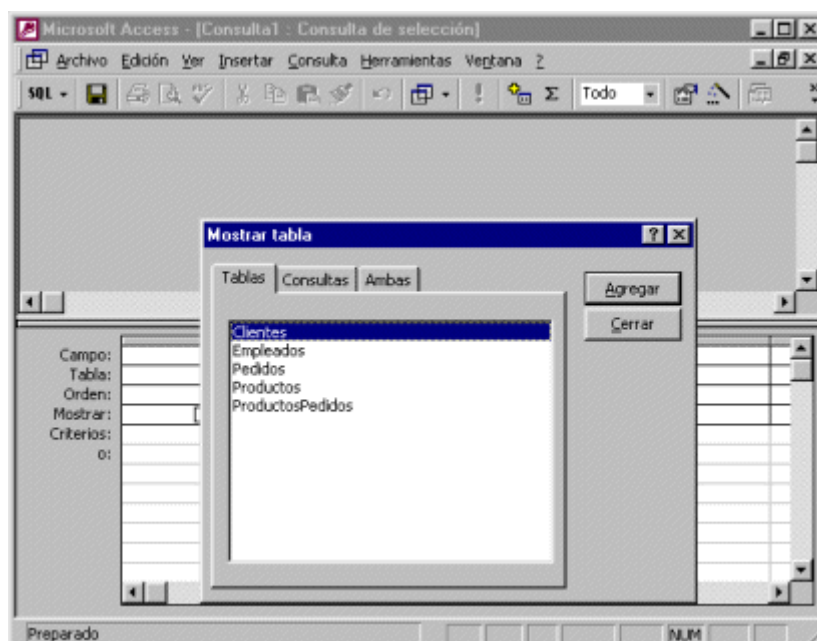 Microsoft Access - [Consulta1 : Consulta de selección]
Archivo Edición Ver Insertar Consulta Herramientas Ventana ?
SQL Todo
Mostrar tabla
Tablas Consultas Ambas
Agregar
Cerrar
Clientes
Empleados
Pedidos
Productos
ProductosPedidos
Campo:
Tabla:
Orden:
Mostrar:
Criterios:
o:
Preparado NUM